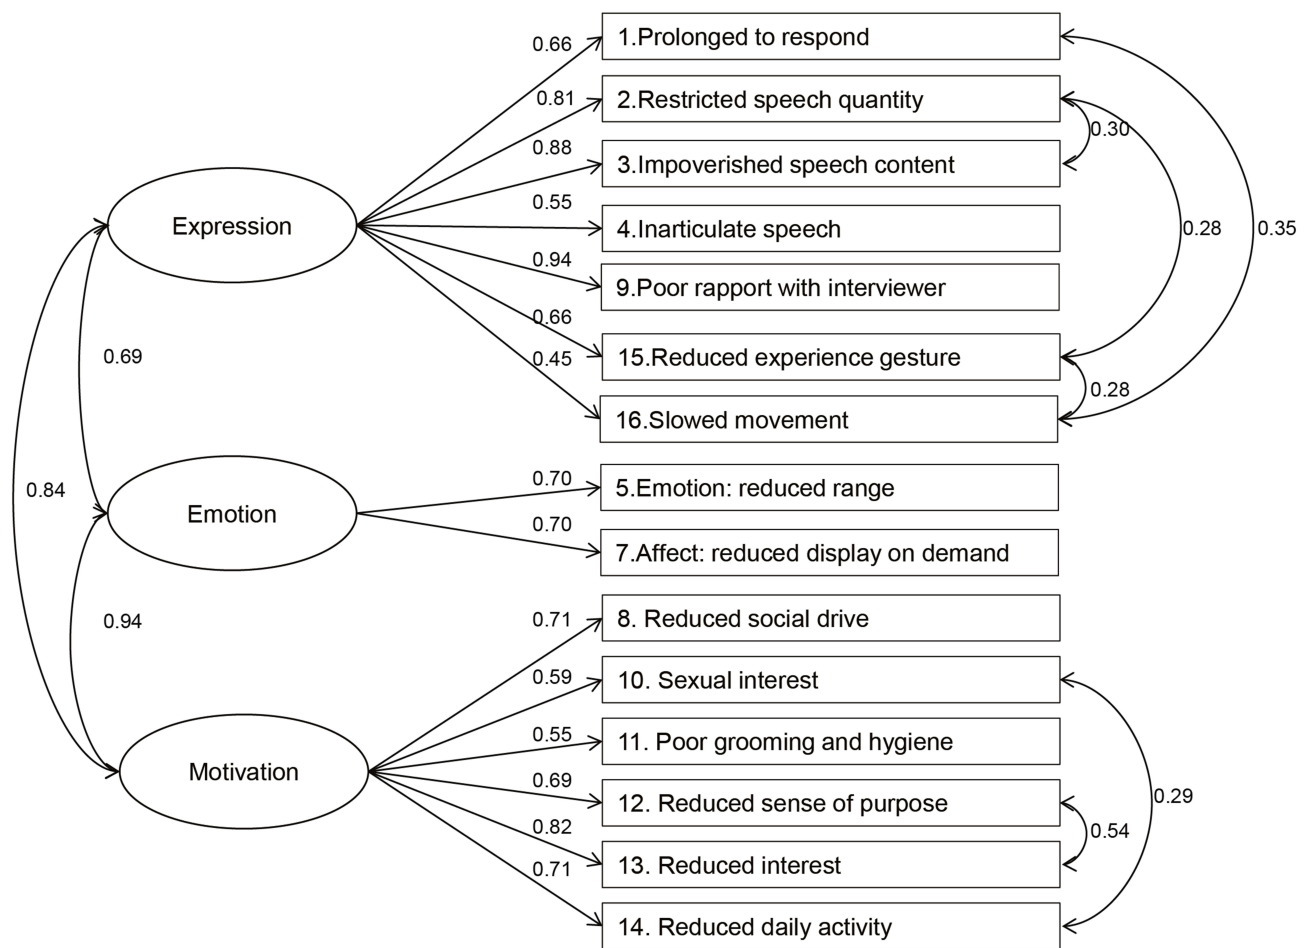 1.Prolonged to respond
0.66
2.Restricted speech quantity
0.81
0.30
3.Impoverished speech content
0.88
4.Inarticulate speech
0.55
Expression
0.28
0.35
9.Poor rapport with interviewer
0.94
15.Reduced experience gesture
0.66
0.69
0.45
0.28
16.Slowed movement
5.Emotion: reduced range
0.70
0.84
Emotion
0.70
7.Affect: reduced display on demand
8. Reduced social drive
0.71
0.94
10. Sexual interest
0.59
11. Poor grooming and hygiene
0.55
Motivation
0.69
12. Reduced sense of purpose
0.29
0.82
0.54
13. Reduced interest
0.71
14. Reduced daily activity